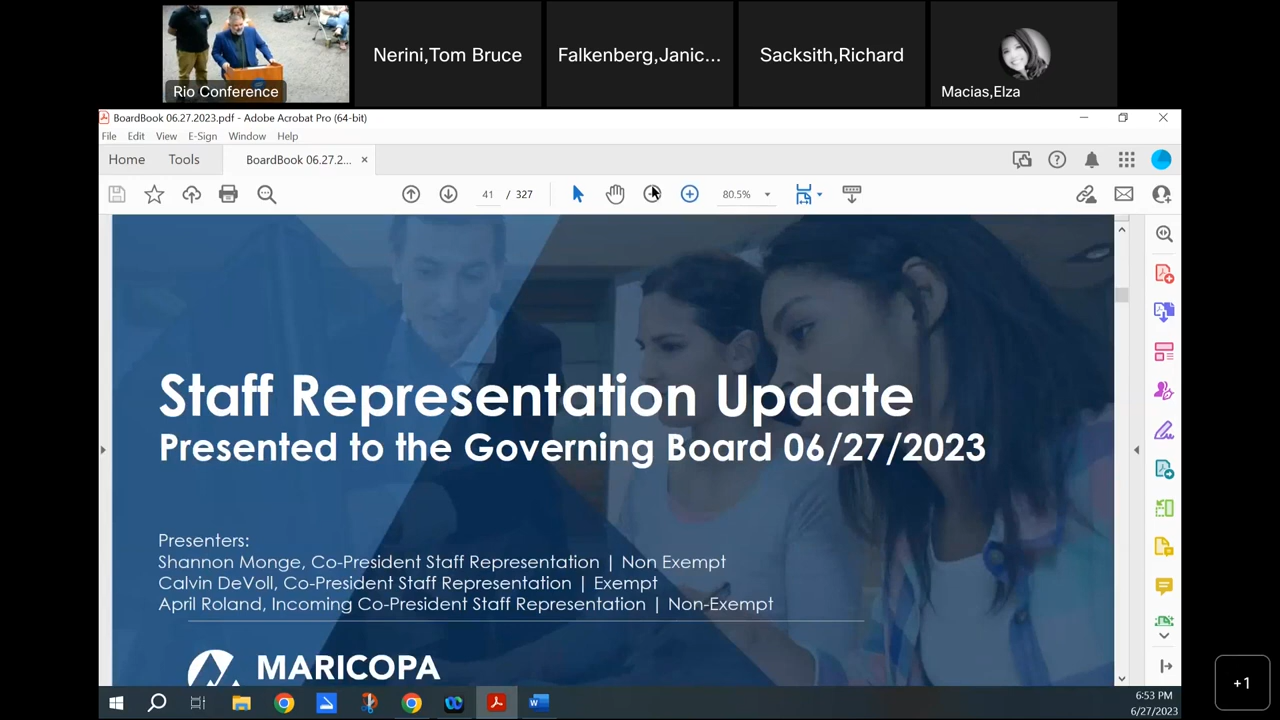 Rio Conference
Nerini,Tom Bruce
Falkenberg,Janic...
Sacksith,Richard
Macias,Elza
BoardBook 06.27.2023.pdf - Adobe Acrobat Pro (64-bit)
File Edit View E-Sign Window Help
Home Tools BoardBook 06.27.2... ×
41 / 327 80.5%
Staff Representation Update
Presented to the Governing Board 06/27/2023
Presenters:
Shannon Monge, Co-President Staff Representation | Non Exempt
Calvin DeVoll, Co-President Staff Representation | Exempt
April Roland, Incoming Co-President Staff Representation | Non-Exempt
MARICOPA
6:53 PM
6/27/2023
+1